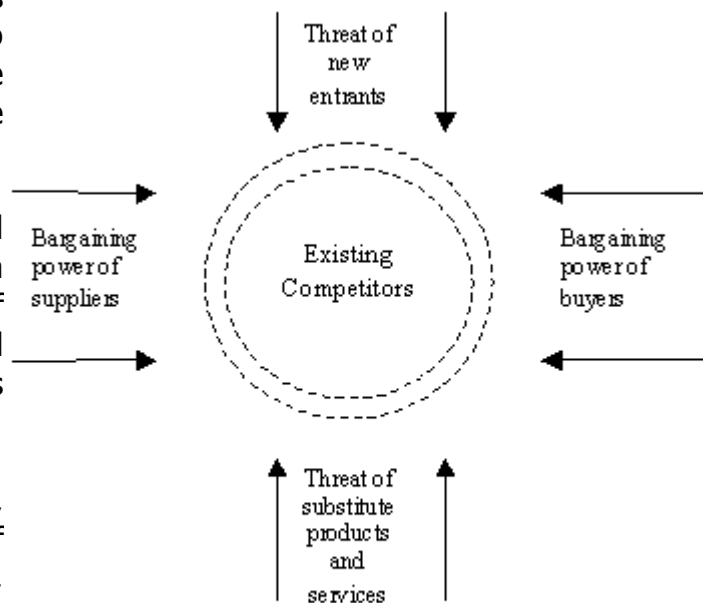 Threat of
new
entrants
Bargaining
power of
suppliers
Existing
Competitors
Bargaining
power of
buyers
Threat of
substitute
products
and
services